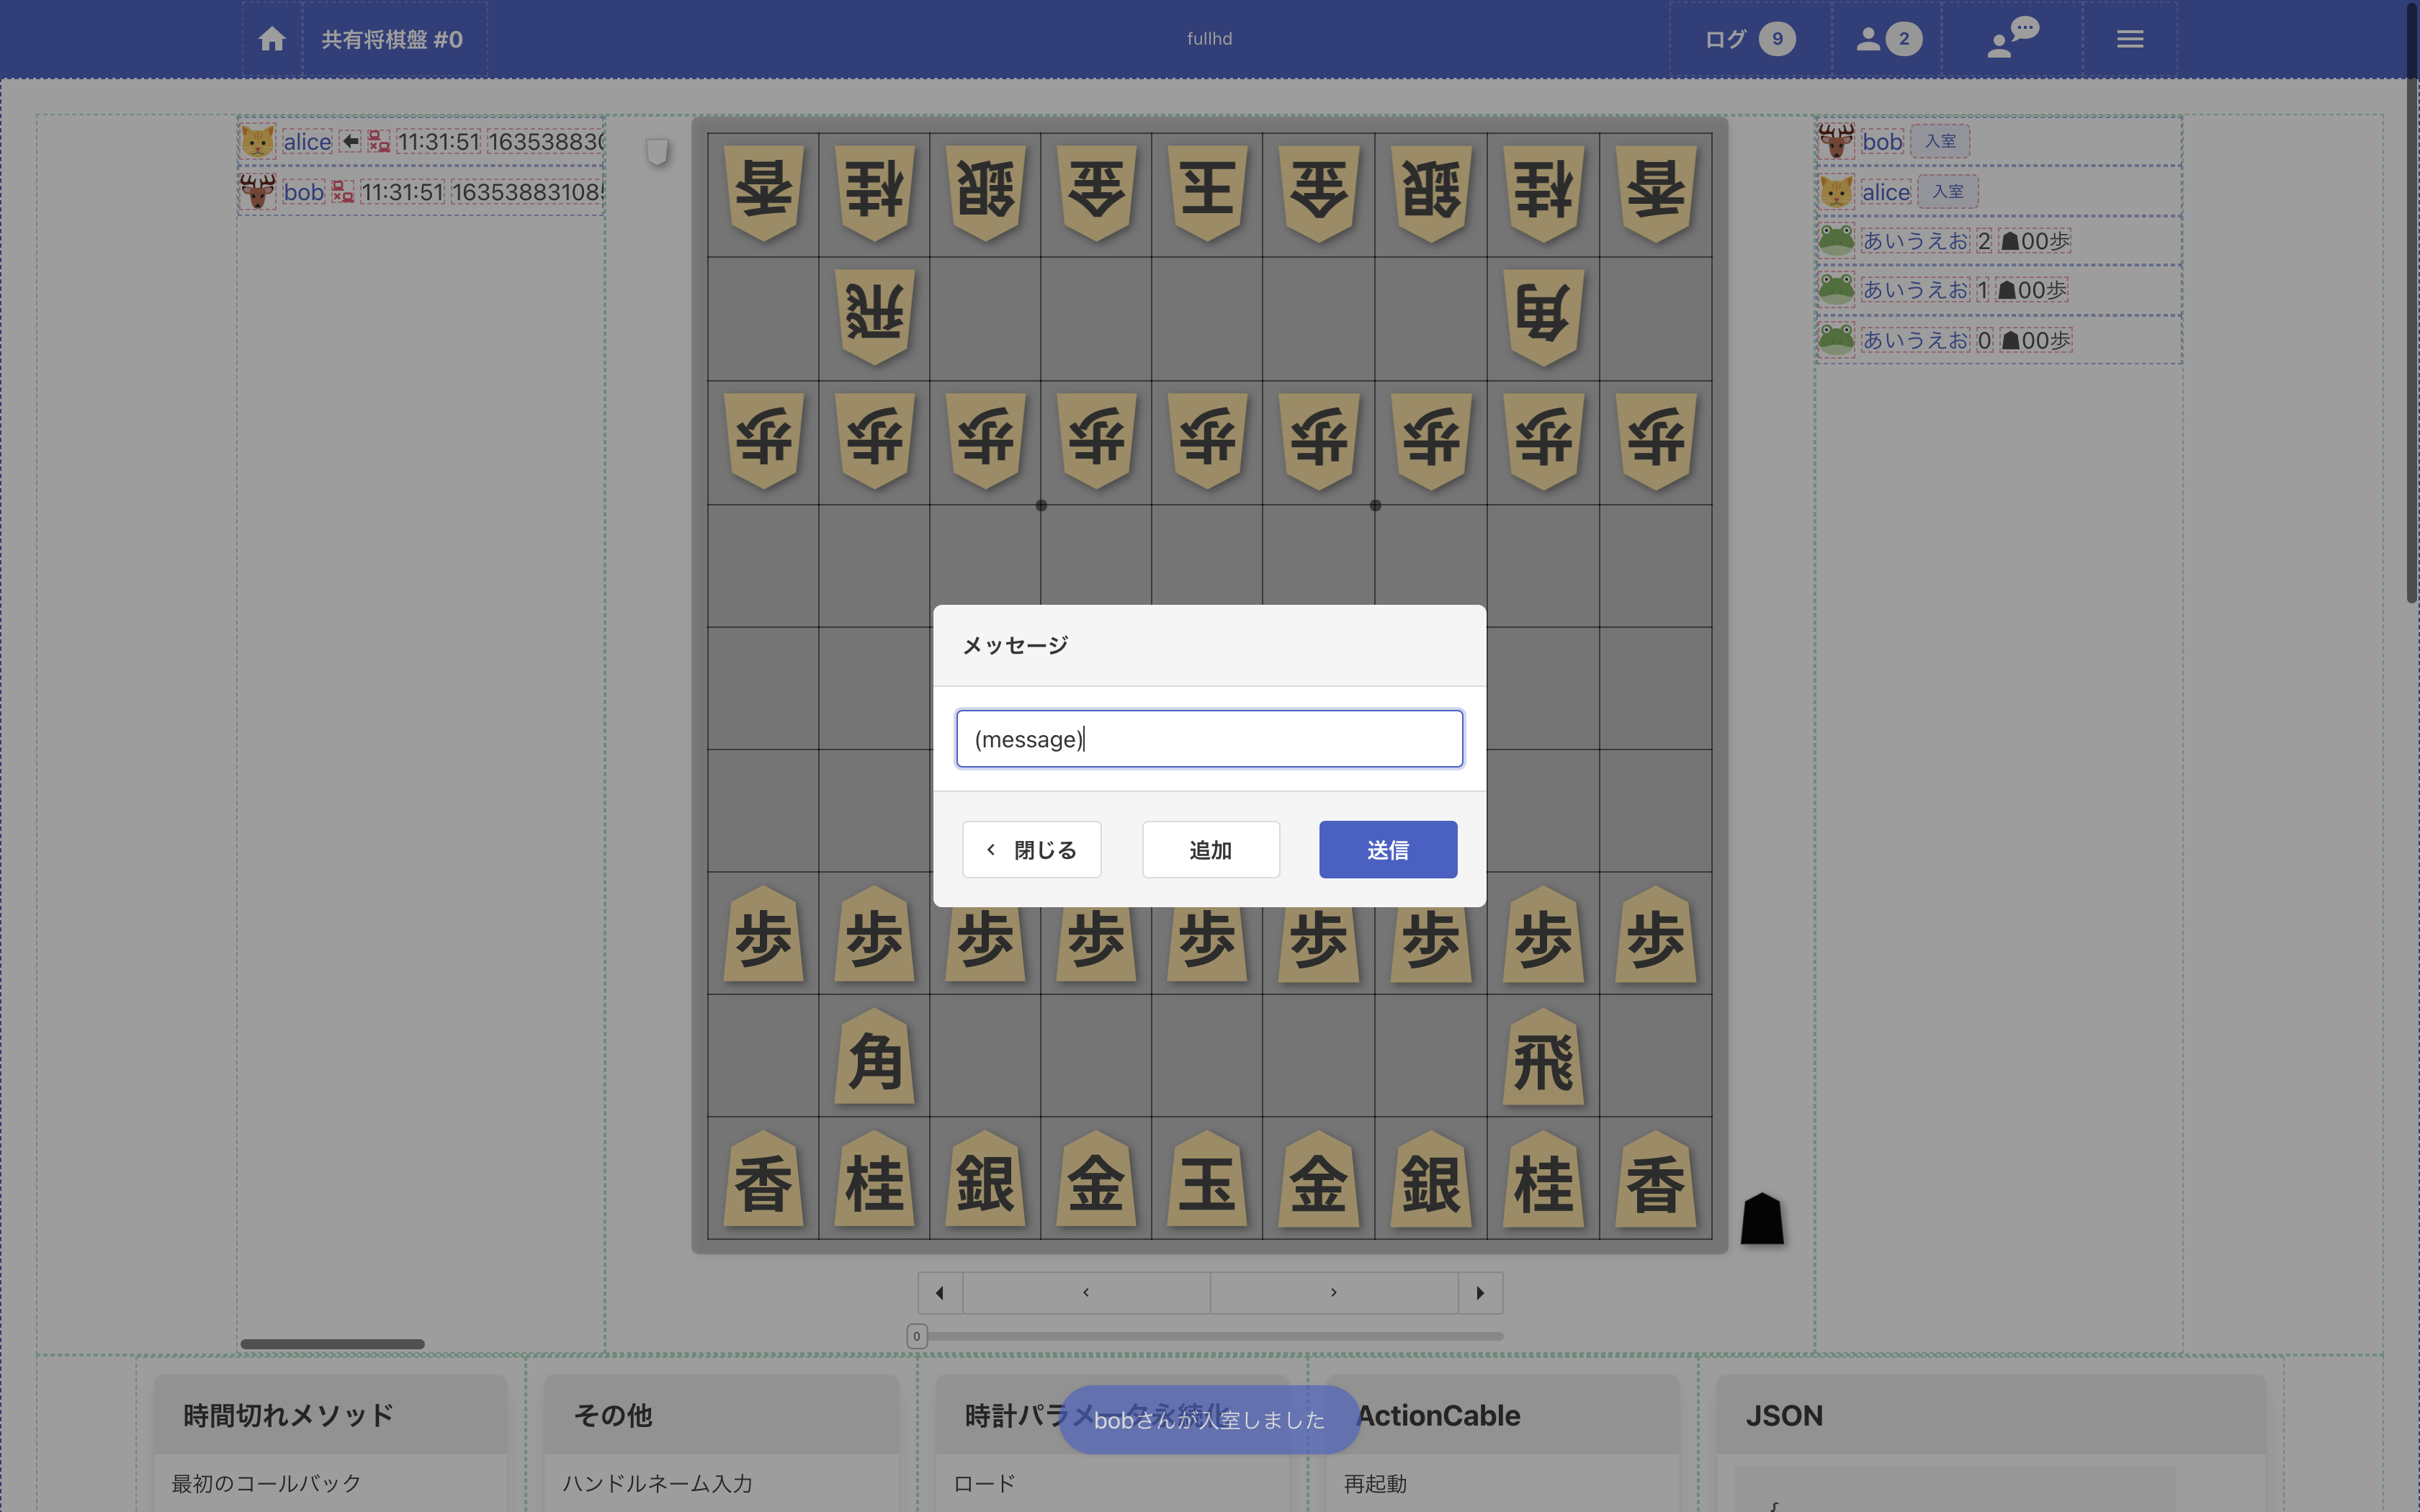 共有将棋盤 #0
fullhd
ログ 9
2
alice 11:31:51 163538830
bob 11:31:51 163538831085
bob 入室
alice 入室
あいうえお 2 ☗00歩
あいうえお 1 ☗00歩
あいうえお 0 ☗00歩
香 桂 銀 金 玉 金 銀 桂 香
飛 角
歩 歩 歩 歩 歩 歩 歩 歩 歩
メッセージ
(message)
閉じる 追加 送信
歩 歩 歩 歩 歩 歩 歩 歩 歩
角 飛
香 桂 銀 金 玉 金 銀 桂 香
0
時間切れメソッド その他 時計パラメータ永続化 ActionCable JSON
bobさんが入室しました
最初のコールバック ハンドルネーム入力 ロード 再起動
{